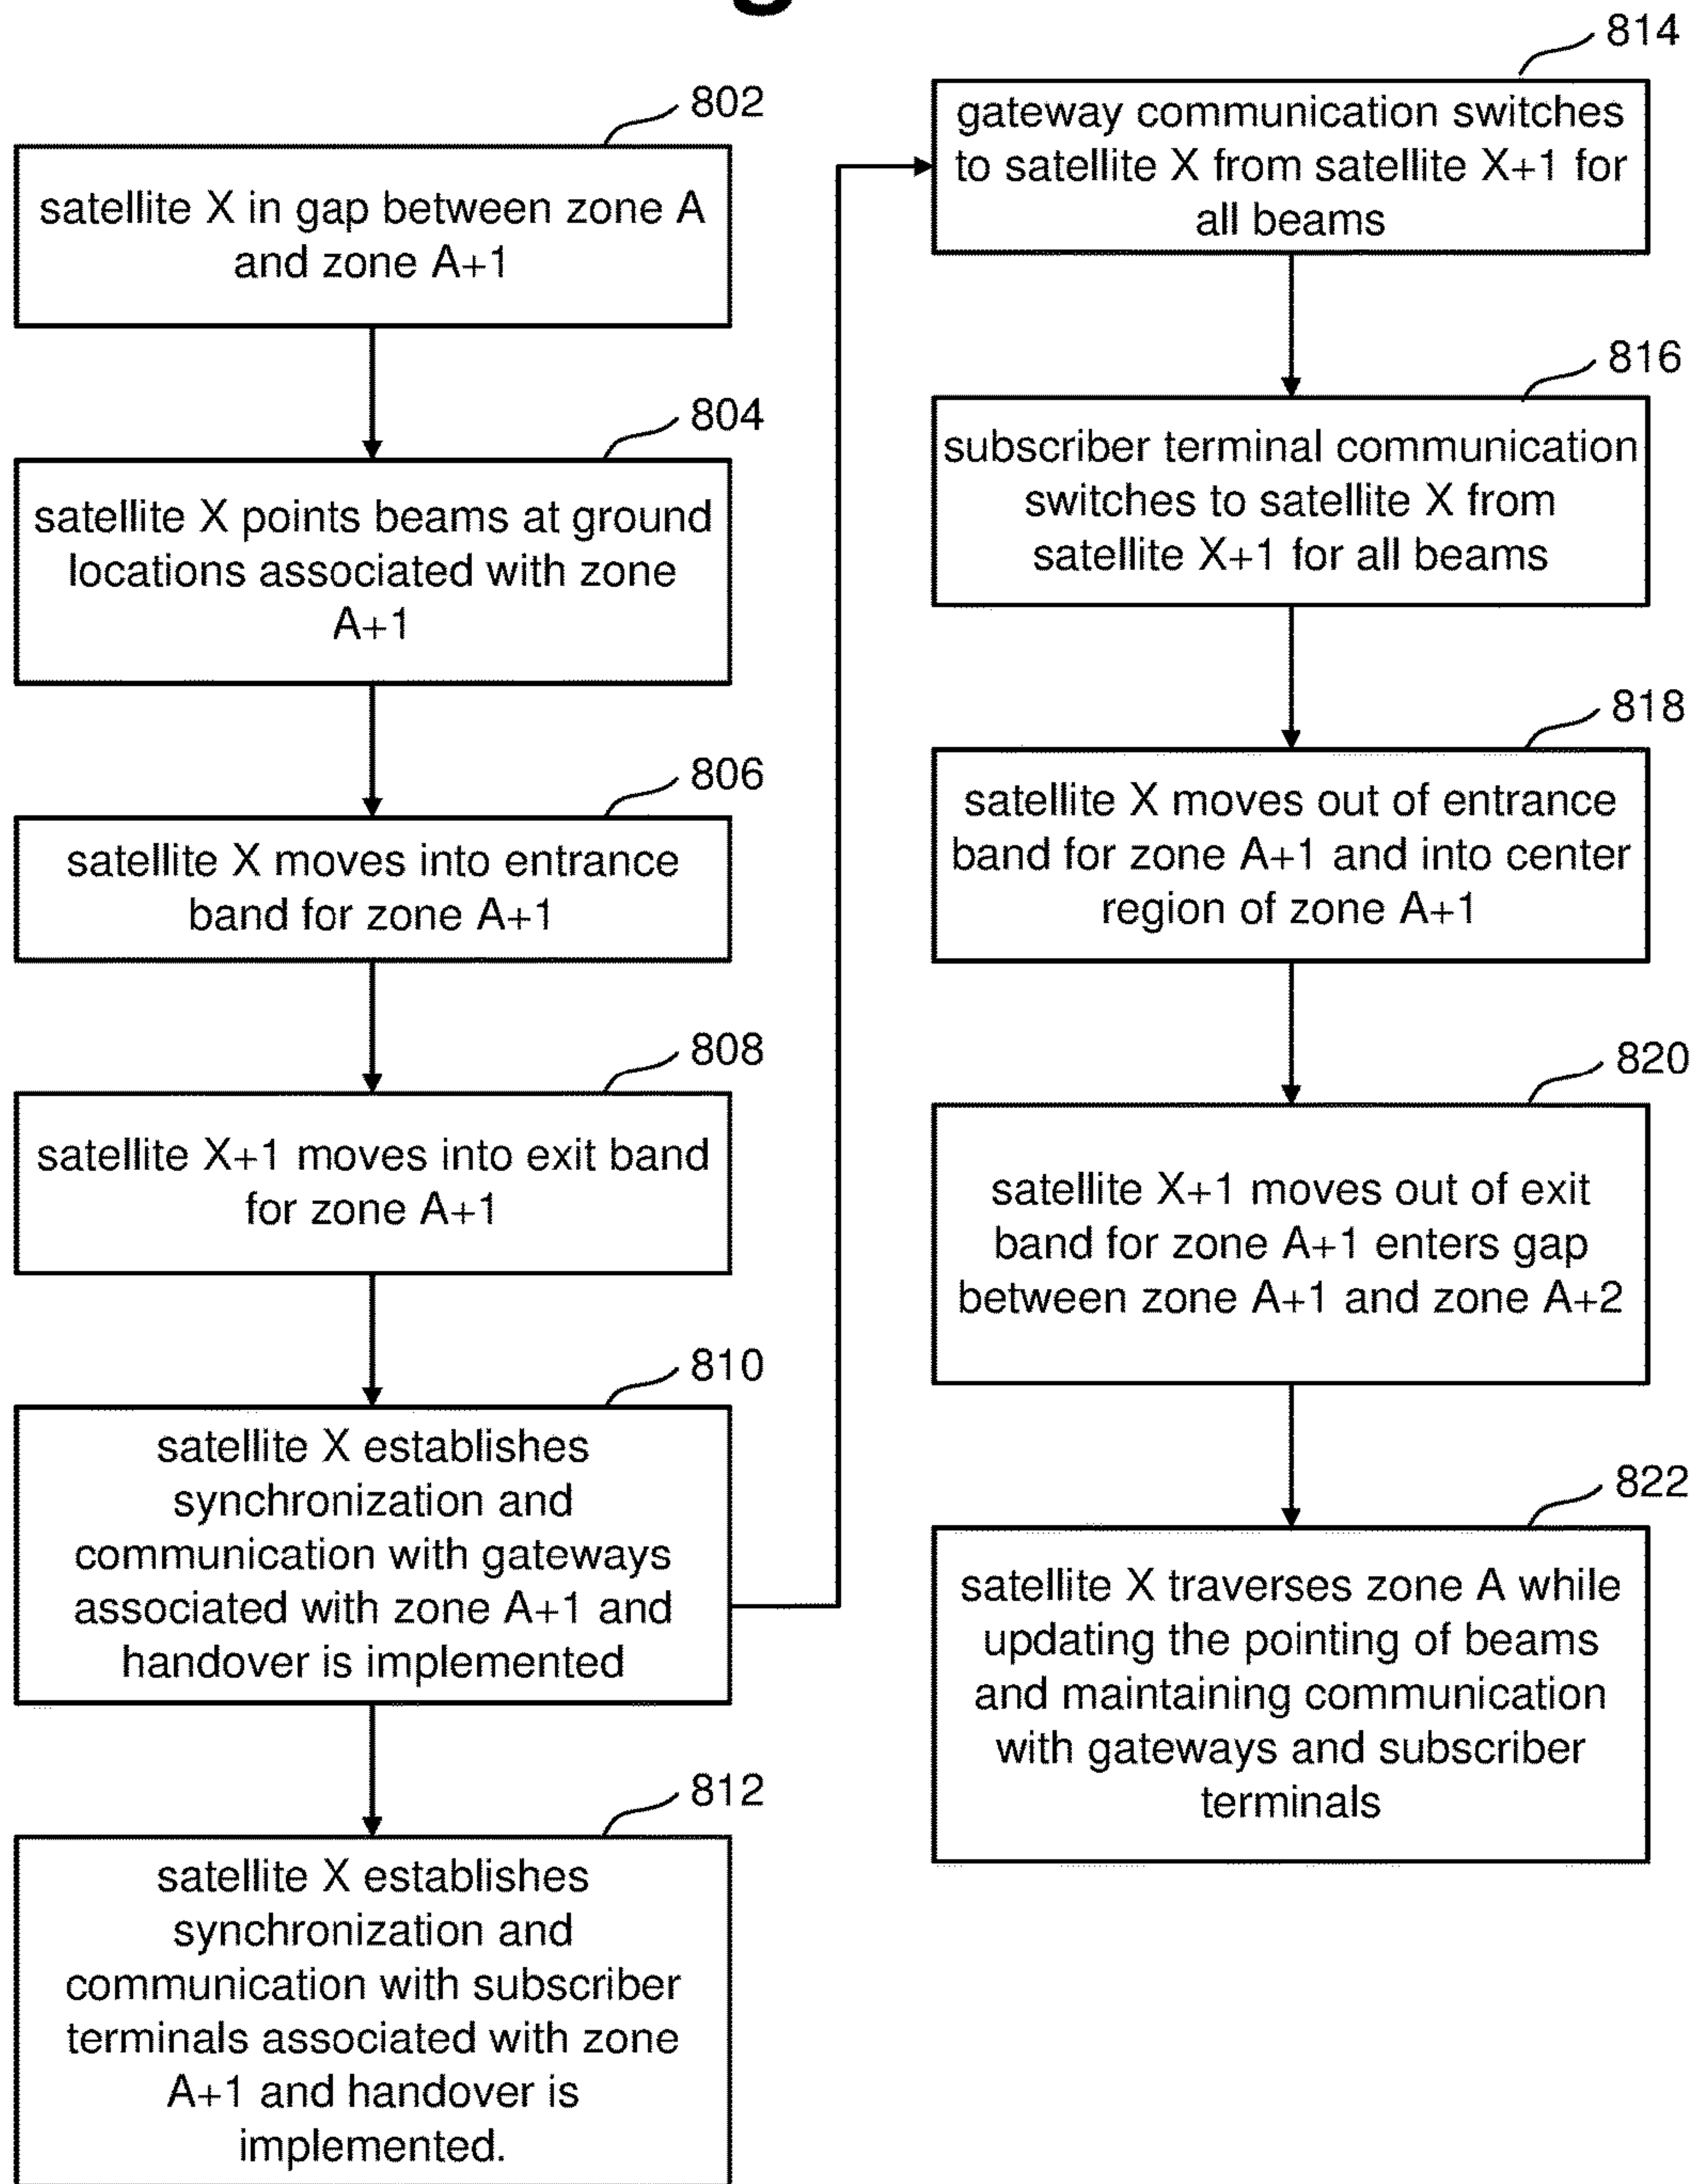 802
satellite X in gap between zone A
and zone A+1
804
satellite X points beams at ground
locations associated with zone
A+1
806
satellite X moves into entrance
band for zone A+1
808
satellite X+1 moves into exit band
for zone A+1
810
satellite X establishes
synchronization and
communication with gateways
associated with zone A+1 and
handover is implemented
812
satellite X establishes
synchronization and
communication with subscriber
terminals associated with zone
A+1 and handover is
implemented.
814
gateway communication switches
to satellite X from satellite X+1 for
all beams
816
subscriber terminal communication
switches to satellite X from
satellite X+1 for all beams
818
satellite X moves out of entrance
band for zone A+1 and into center
region of zone A+1
820
satellite X+1 moves out of exit
band for zone A+1 enters gap
between zone A+1 and zone A+2
822
satellite X traverses zone A while
updating the pointing of beams
and maintaining communication
with gateways and subscriber
terminals